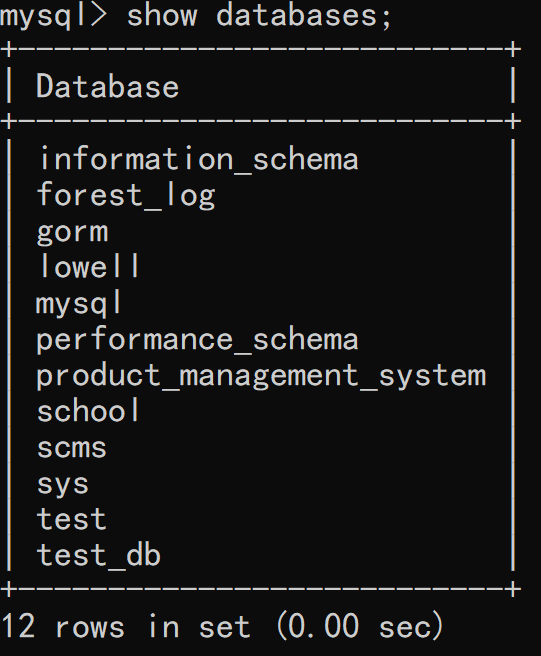 mysql> show databases;
+---------------------------+
| Database                  |
+---------------------------+
| information_schema        |
| forest_log                |
| gorm                      |
| lowell                    |
| mysql                     |
| performance_schema        |
| product_management_system |
| school                    |
| scms                      |
| sys                       |
| test                      |
| test_db                   |
+---------------------------+
12 rows in set (0.00 sec)